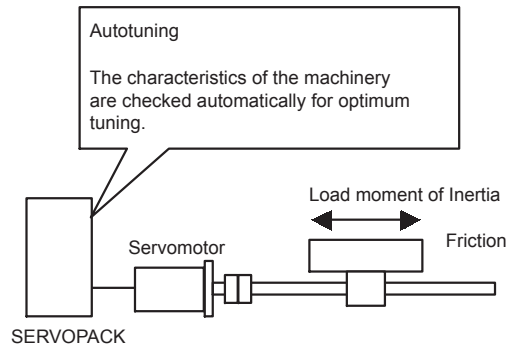 Autotuning
The characteristics of the machinery
are checked automatically for optimum
tuning.
Load moment of Inertia
Friction
Servomotor
SERVOPACK